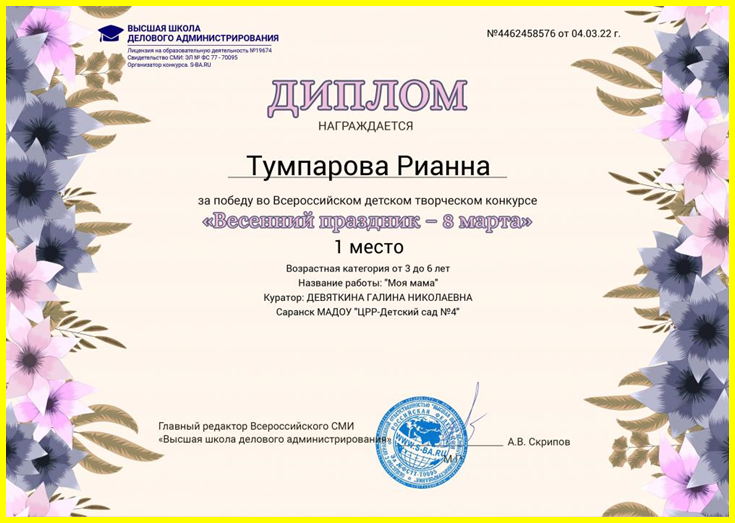 ВЫСШАЯ ШКОЛА
ДЕЛОВОГО АДМИНИСТРИРОВАНИЯ
Лицензия на образовательную деятельность №19674
Свидетельство СМИ: ЭЛ № ФС 77 - 70095
Организатор конкурса: S-BA.RU
№4462458576 от 04.03.22 г.
ДИПЛОМ
НАГРАЖДАЕТСЯ
Тумпарова Рианна
за победу во Всероссийском детском творческом конкурсе
«Весенний праздник – 8 марта»
1 место
Возрастная категория от 3 до 6 лет
Название работы: "Моя мама"
Куратор: ДЕВЯТКИНА ГАЛИНА НИКОЛАЕВНА
Саранск МАДОУ "ЦРР-Детский сад №4"
Главный редактор Всероссийского СМИ
«Высшая школа делового администрирования»
WWW.S-BA.RU
М.П.
А.В. Скрипов